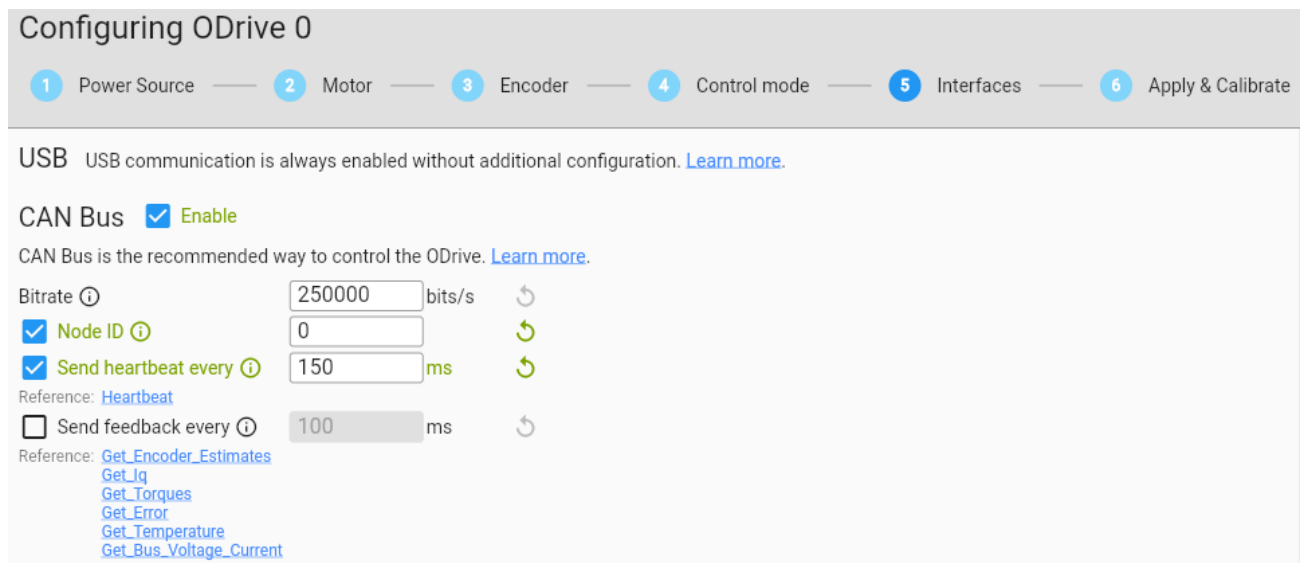 Configuring ODrive 0
1 Power Source 2 Motor 3 Encoder 4 Control mode 5 Interfaces 6 Apply & Calibrate
USB USB communication is always enabled without additional configuration. Learn more.
CAN Bus Enable
CAN Bus is the recommended way to control the ODrive. Learn more.
Bitrate 250000 bits/s
Node ID 0
Send heartbeat every 150 ms
Reference: Heartbeat
Send feedback every 100 ms
Reference: Get_Encoder_Estimates
Get_Iq
Get_Torques
Get_Error
Get_Temperature
Get_Bus_Voltage_Current